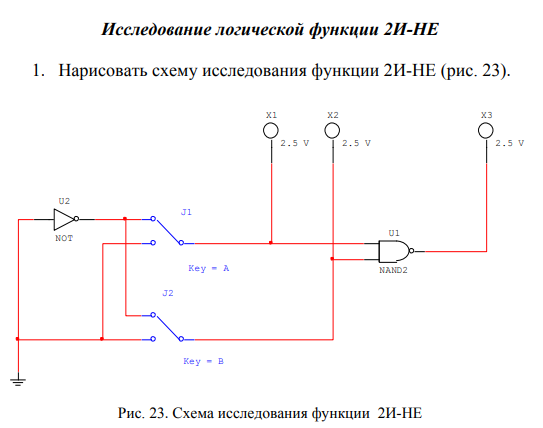 Исследование логической функции 2И-НЕ
1. Нарисовать схему исследования функции 2И-НЕ (рис. 23).
X1
X2
X3
2.5 V
2.5 V
2.5 V
U2
J1
NOT
U1
Key = A
NAND2
J2
Key = B
Рис. 23. Схема исследования функции 2И-НЕ